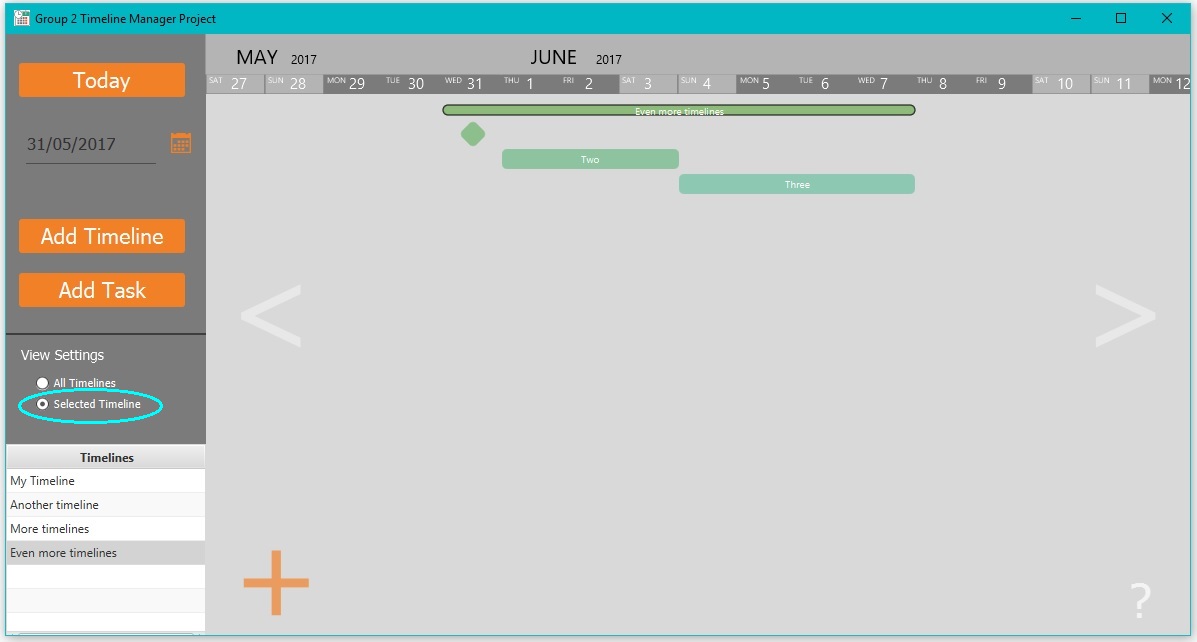 Group 2 Timeline Manager Project
Today
31/05/2017
Add Timeline
Add Task
View Settings
All Timelines
Selected Timeline
Timelines
My Timeline
Another timeline
More timelines
Even more timelines
MAY 2017 JUNE 2017
SAT 27 SUN 28 MON 29 TUE 30 WED 31 THU 1 FRI 2 SAT 3 SUN 4 MON 5 TUE 6 WED 7 THU 8 FRI 9 SAT 10 SUN 11 MON 12
Even more timelines
Two
Three
< >
+ ?